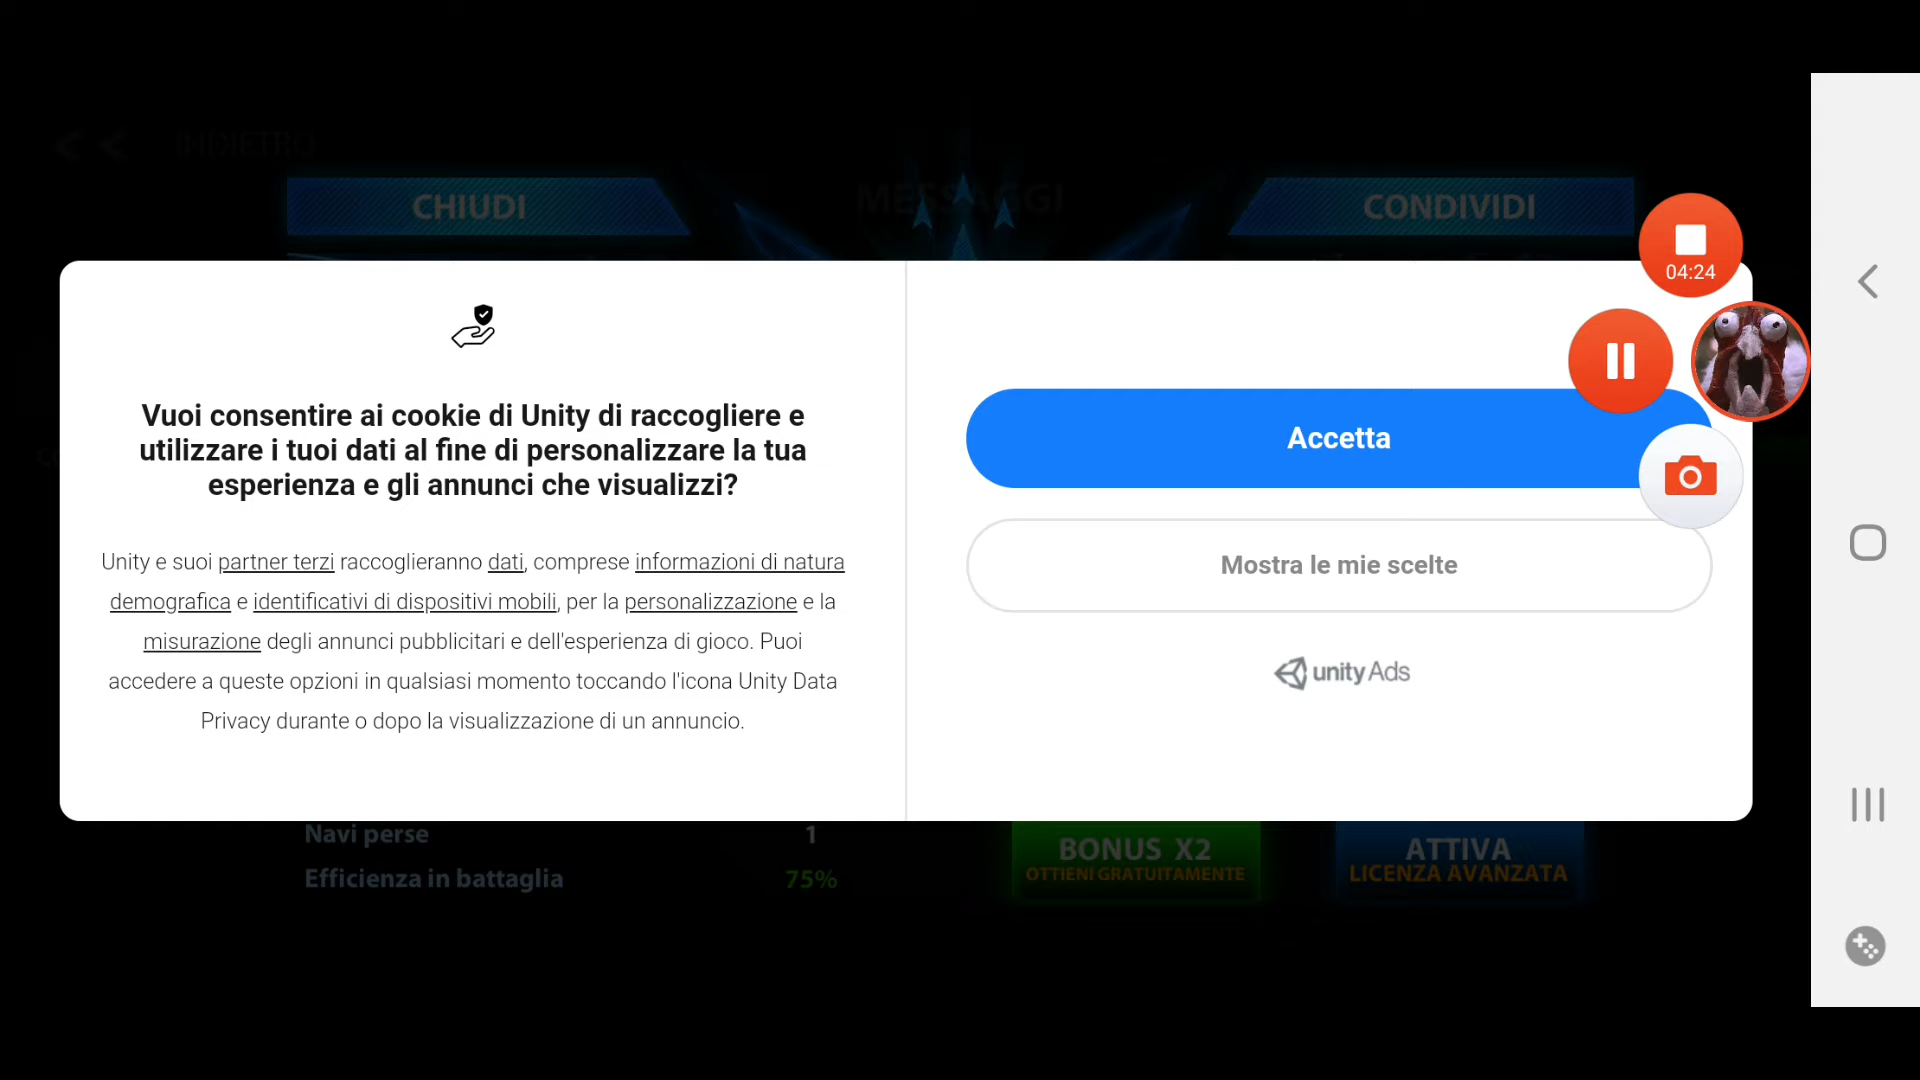 INDIETRO
CHIUDI
MESSAGGI
CONDIVIDI
04:24
Vuoi consentire ai cookie di Unity di raccogliere e
utilizzare i tuoi dati al fine di personalizzare la tua
esperienza e gli annunci che visualizzi?
Unity e suoi partner terzi raccoglieranno dati, comprese informazioni di natura
demografica e identificativi di dispositivi mobili, per la personalizzazione e la
misurazione degli annunci pubblicitari e dell'esperienza di gioco. Puoi
accedere a queste opzioni in qualsiasi momento toccando l'icona Unity Data
Privacy durante o dopo la visualizzazione di un annuncio.
Accetta
Mostra le mie scelte
unity Ads
Navi perse 1
Efficienza in battaglia 75%
BONUS X2
OTTIENI GRATUITAMENTE
ATTIVA
LICENZA AVANZATA